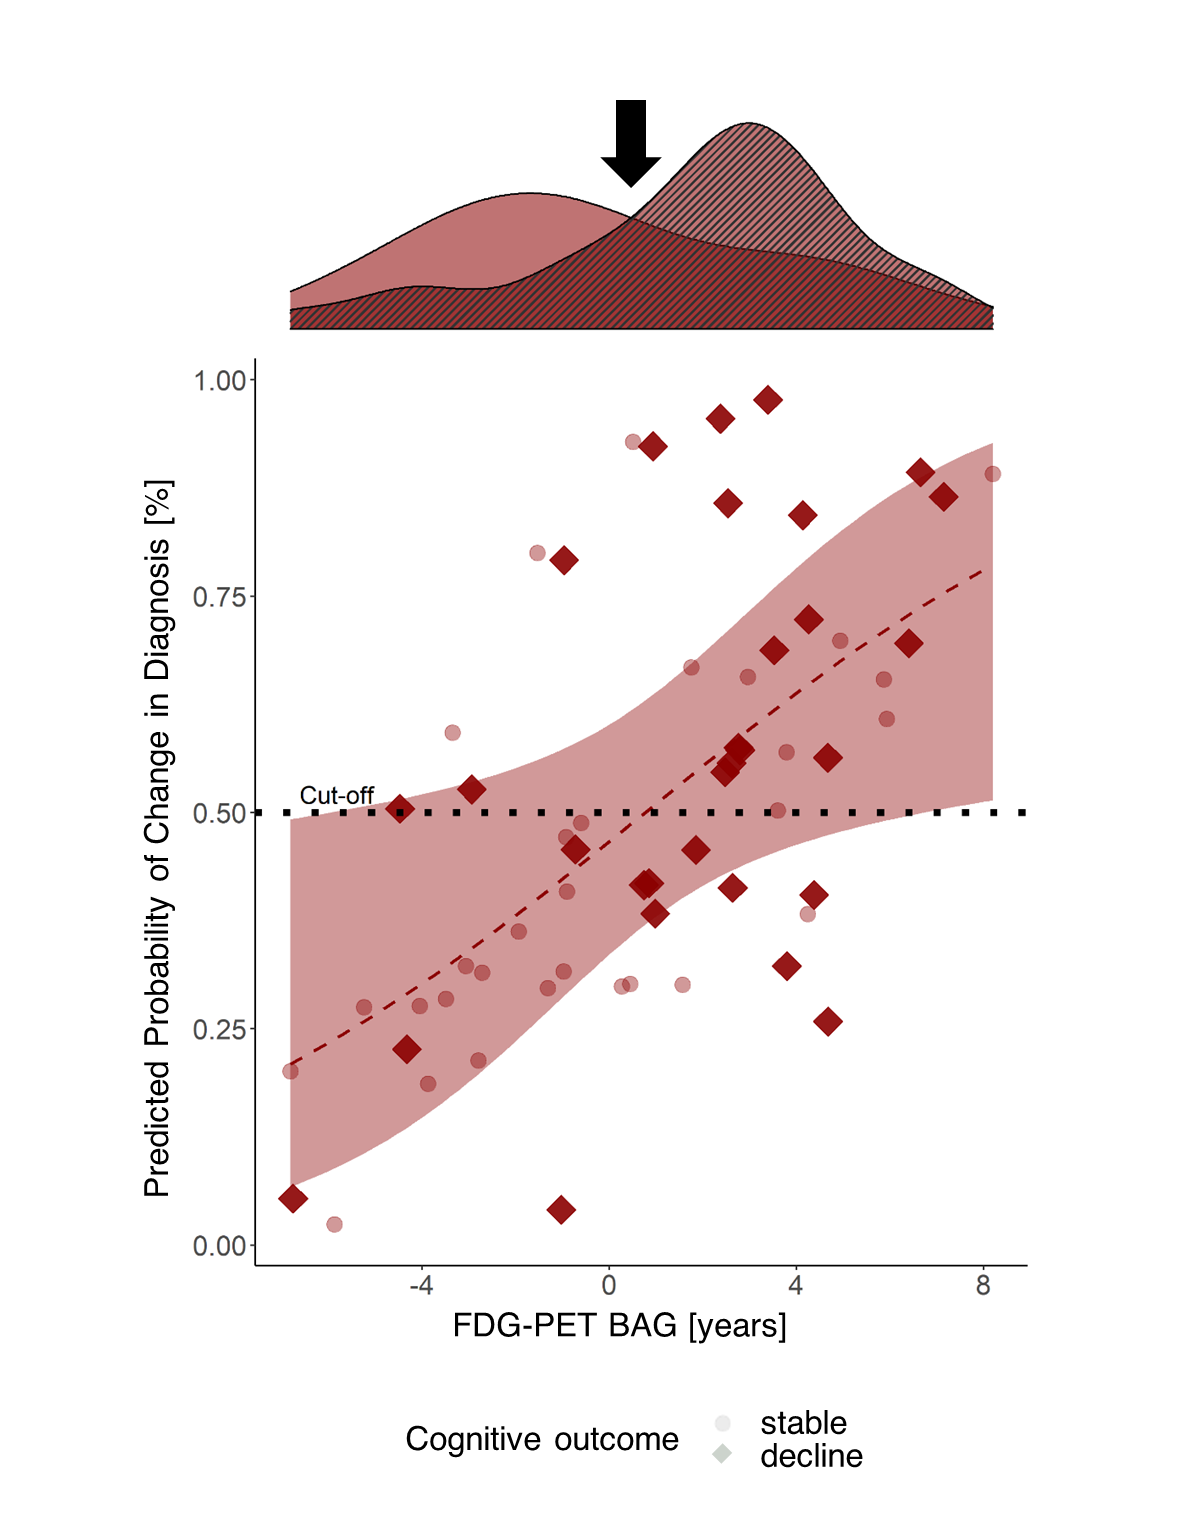 1.00
0.75
0.50
0.25
0.00
Predicted Probability of Change in Diagnosis [%]
Cut-off
-4 0 4 8
FDG-PET BAG [years]
Cognitive outcome
stable
decline